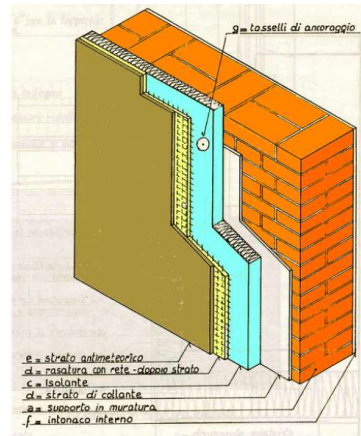 g = tasselli di ancoraggio
e = strato antimeteorico
d = rasatura con rete - doppio strato
c = Isolante
d = strato di collante
a = supporto in muratura
f = intonaco interno